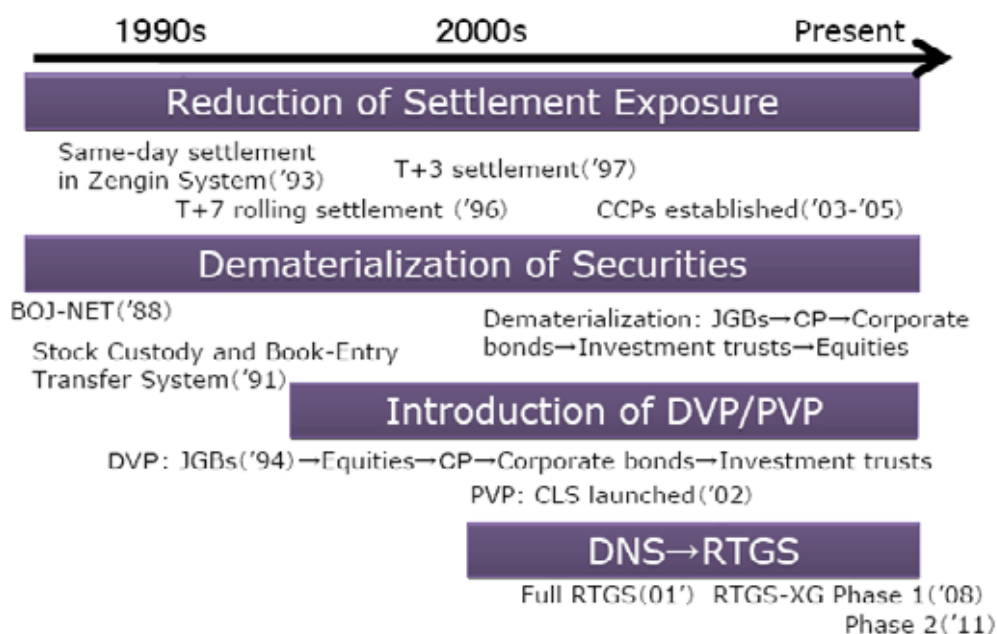 1990s 2000s Present
Reduction of Settlement Exposure
Same-day settlement
in Zengin System('93)
T+3 settlement('97)
T+7 rolling settlement ('96)
CCPs established('03-'05)
Dematerialization of Securities
BOJ-NET('88)
Stock Custody and Book-Entry
Transfer System('91)
Dematerialization: JGBs→CP→Corporate
bonds→Investment trusts→Equities
Introduction of DVP/PVP
DVP: JGBs('94)→Equities→CP→Corporate bonds→Investment trusts
PVP: CLS launched('02)
DNS→RTGS
Full RTGS(01') RTGS-XG Phase 1('08)
Phase 2('11)